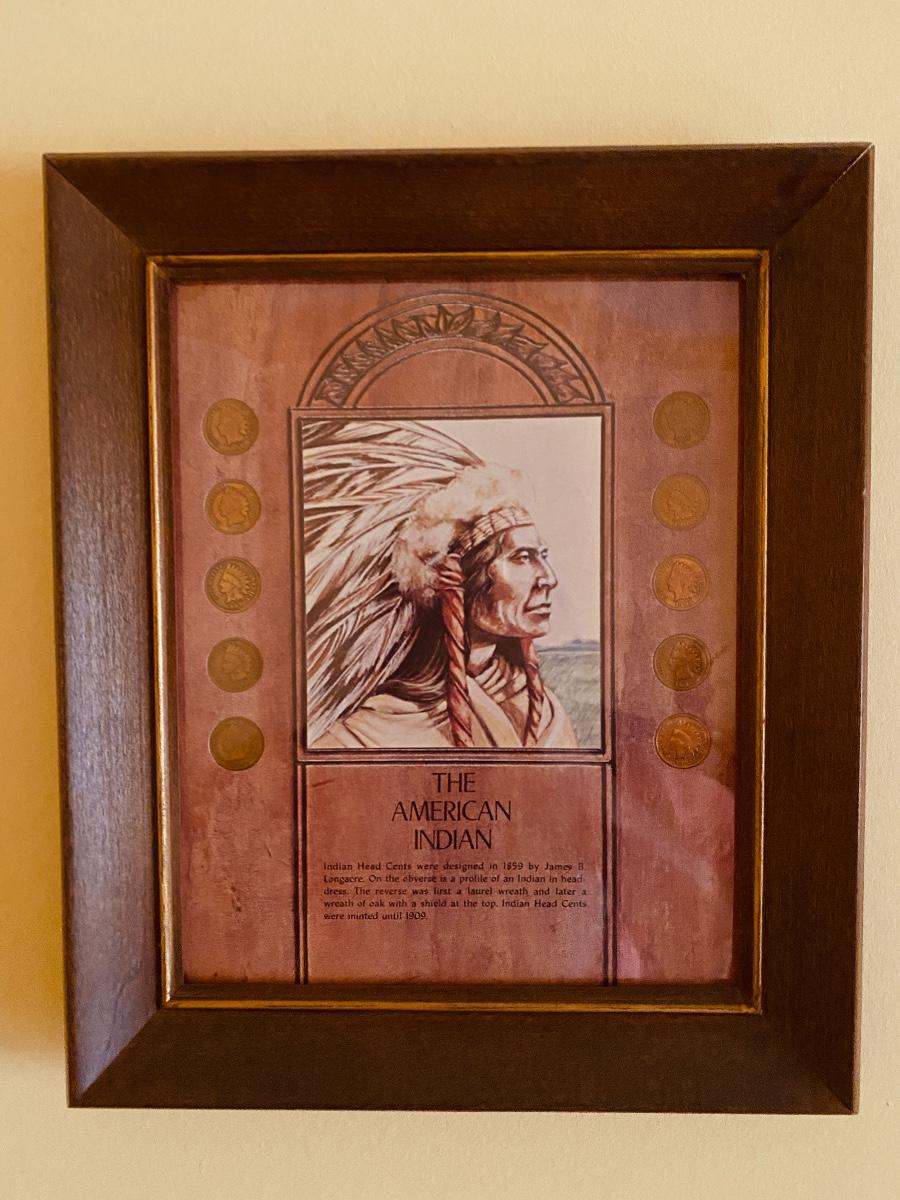 THE
AMERICAN
INDIAN
Indian Head Cents were designed in 1859 by James B.
Longacre. On the obverse is a profile of an Indian in head-
dress. The reverse was first a laurel wreath and later a
wreath of oak with a shield at the top. Indian Head Cents
were minted until 1909.